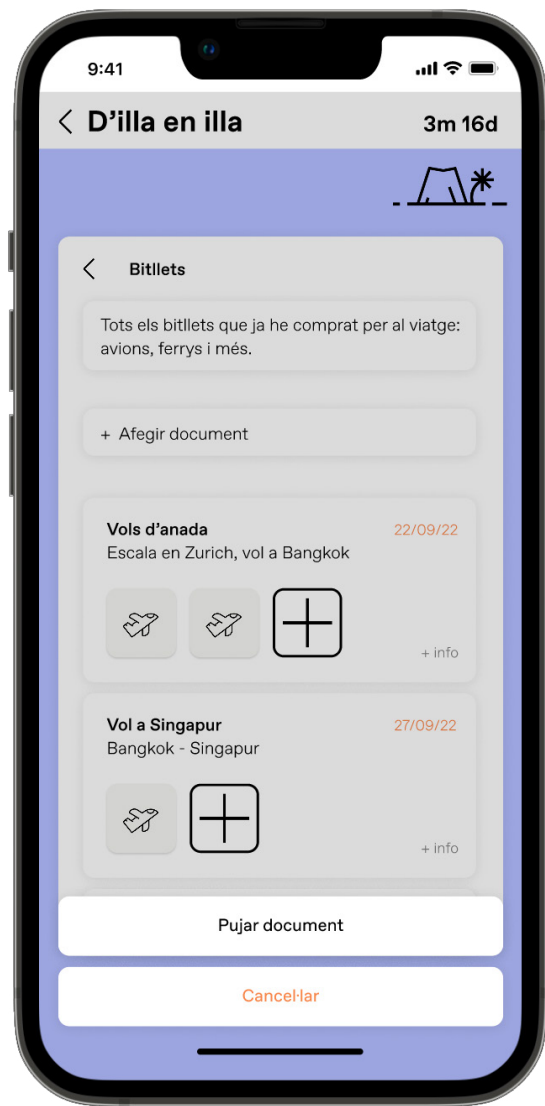 9:41
D’illa en illa
3m 16d
Bitllets
Tots els bitllets que ja he comprat per al viatge:
avions, ferrys i més.
+ Afegir document
Vols d’anada
22/09/22
Escala en Zurich, vol a Bangkok
+ info
Vol a Singapur
27/09/22
Bangkok - Singapur
+ info
Pujar document
Cancel·lar